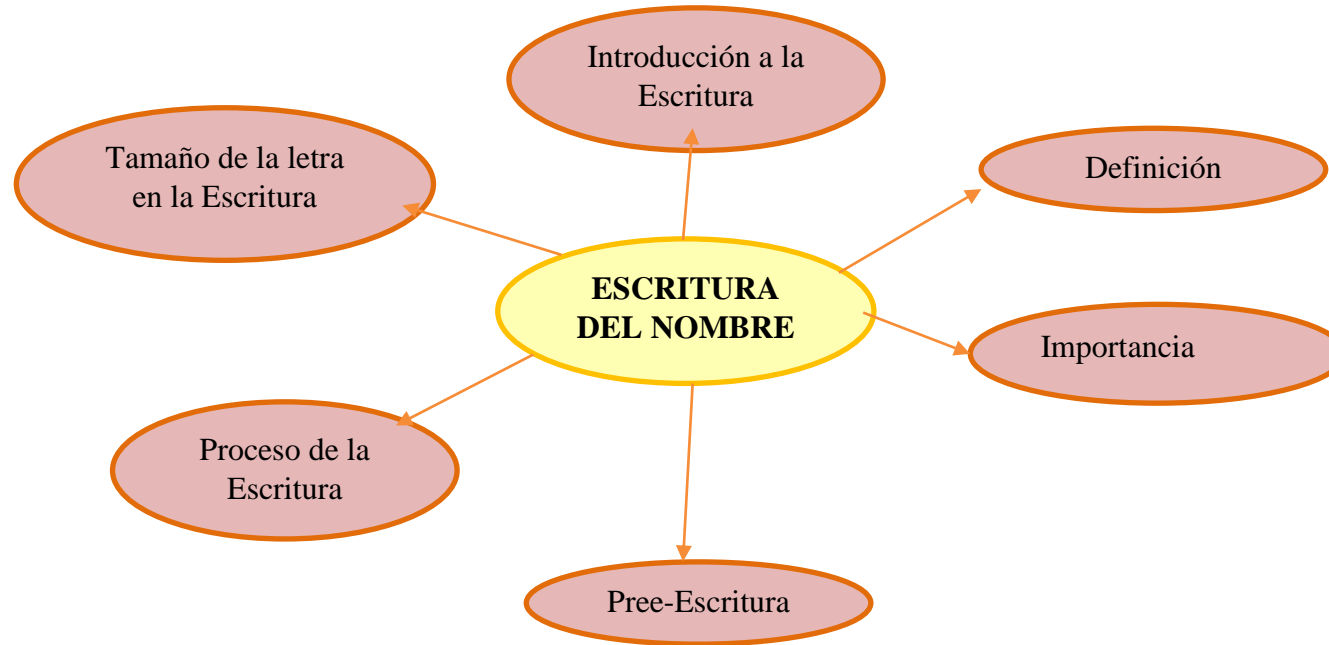 Introducción a la
Escritura
Tamaño de la letra
en la Escritura
Definición
ESCRITURA
DEL NOMBRE
Importancia
Proceso de la
Escritura
Pree-Escritura